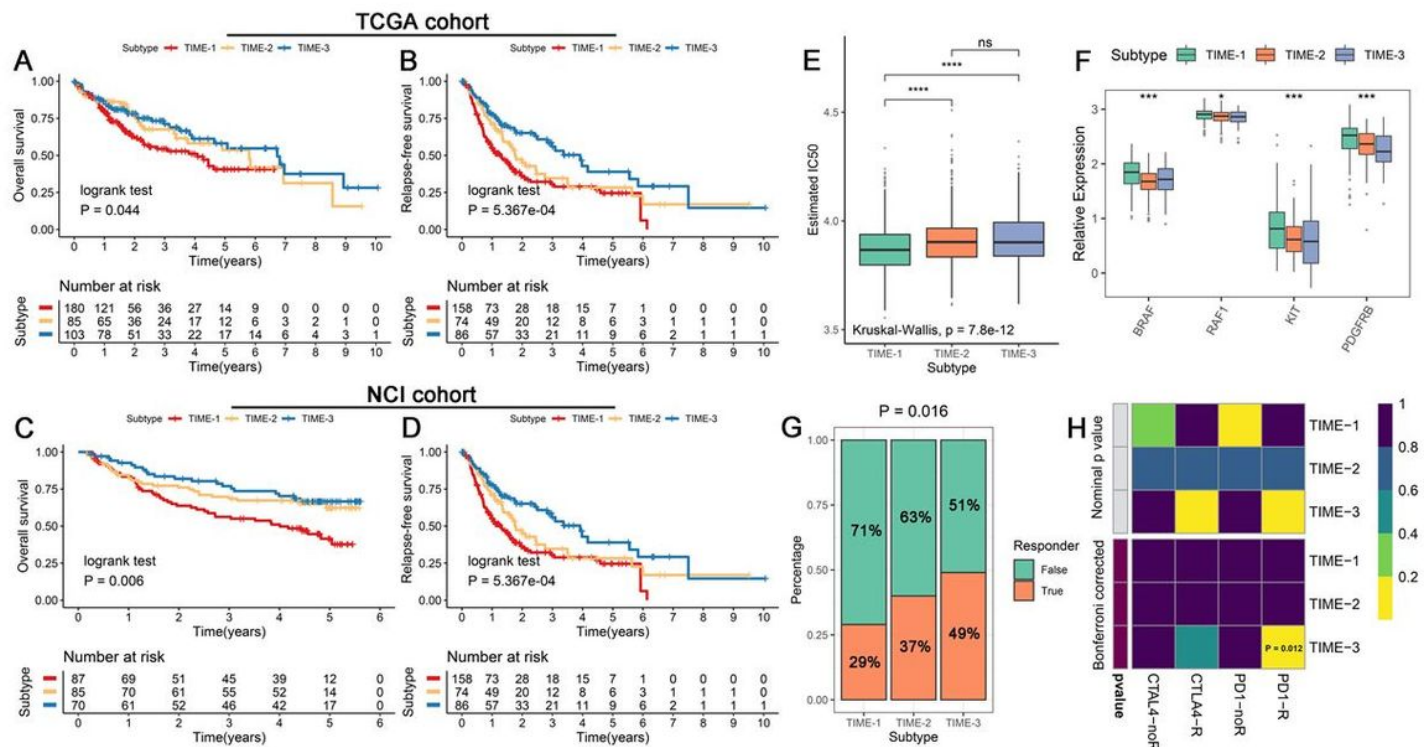 TCGA cohort
A
Subtype TIME-1 TIME-2 TIME-3
Overall survival
1.00
0.75
0.50
0.25
0.00
logrank test
P = 0.044
0 1 2 3 4 5 6 7 8 9 10
Time(years)
Number at risk
Subtype
180 121 56 36 27 14 9 0 0 0 0
85 65 36 24 17 12 6 3 2 1 0
103 78 51 33 22 17 14 6 4 3 1
0 1 2 3 4 5 6 7 8 9 10
Time(years)
B
Subtype TIME-1 TIME-2 TIME-3
Relapse-free survival
1.00
0.75
0.50
0.25
0.00
logrank test
P = 5.367e-04
0 1 2 3 4 5 6 7 8 9 10
Time(years)
Number at risk
Subtype
158 73 28 18 15 7 1 0 0 0 0
74 49 20 12 8 6 3 1 1 1 0
86 57 33 21 11 9 6 2 1 1 1
0 1 2 3 4 5 6 7 8 9 10
Time(years)
E
ns
****
****
Estimated IC50
4.5
4.0
3.5
Kruskal-Wallis, p = 7.8e-12
TIME-1 TIME-2 TIME-3
Subtype
F
Subtype TIME-1 TIME-2 TIME-3
Relative Expression
3
2
1
0
*** * *** ***
BRAF
RAF1
KIT
PDGFRB
NCI cohort
C
Subtype TIME-1 TIME-2 TIME-3
Overall survival
1.00
0.75
0.50
0.25
0.00
logrank test
P = 0.006
0 1 2 3 4 5 6
Time(years)
Number at risk
Subtype
87 69 51 45 39 12 0
85 70 61 55 52 14 0
70 61 52 46 42 17 0
0 1 2 3 4 5 6
Time(years)
D
Subtype TIME-1 TIME-2 TIME-3
Relapse-free survival
1.00
0.75
0.50
0.25
0.00
logrank test
P = 5.367e-04
0 1 2 3 4 5 6 7 8 9 10
Time(years)
Number at risk
Subtype
158 73 28 18 15 7 1 0 0 0 0
74 49 20 12 8 6 3 1 1 1 0
86 57 33 21 11 9 6 2 1 1 1
0 1 2 3 4 5 6 7 8 9 10
Time(years)
G
P = 0.016
Percentage
1.00
0.75
0.50
0.25
0.00
71% 63% 51%
29% 37% 49%
TIME-1 TIME-2 TIME-3
Subtype
Responder
False
True
H
Nominal p value
TIME-1
TIME-2
TIME-3
Bonferroni corrected
TIME-1
TIME-2
TIME-3
P = 0.012
pvalue
CTAL4-noR
CTLA4-R
PD1-noR
PD1-R
1
0.8
0.6
0.4
0.2